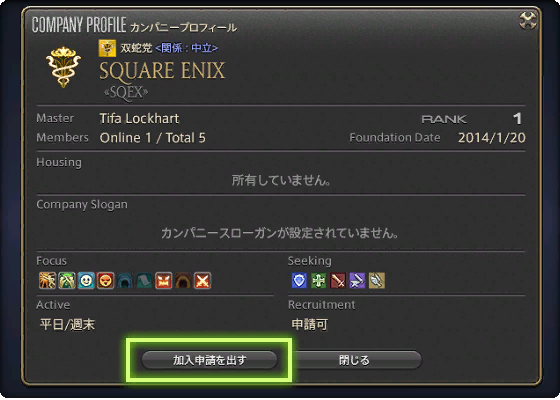 COMPANY PROFILE カンパニープロフィール
双蛇党 <関係 : 中立>
SQUARE ENIX
«SQEX»
Master Tifa Lockhart RANK 1
Members Online 1 / Total 5 Foundation Date 2014/1/20
Housing
所有していません。
Company Slogan
カンパニースローガンが設定されていません。
Focus Seeking
Active Recruitment
平日/週末 申請可
加入申請を出す 閉じる